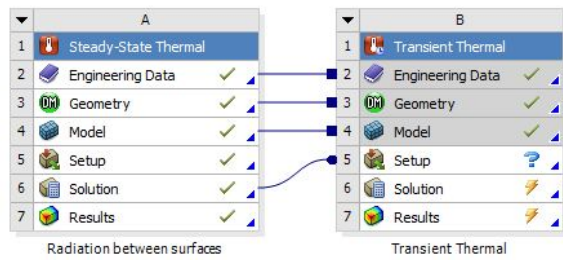 A
1 Steady-State Thermal
2 Engineering Data
3 DM Geometry
4 Model
5 Setup
6 Solution
7 Results
Radiation between surfaces
B
1 Transient Thermal
2 Engineering Data
3 DM Geometry
4 Model
5 Setup ?
6 Solution
7 Results
Transient Thermal